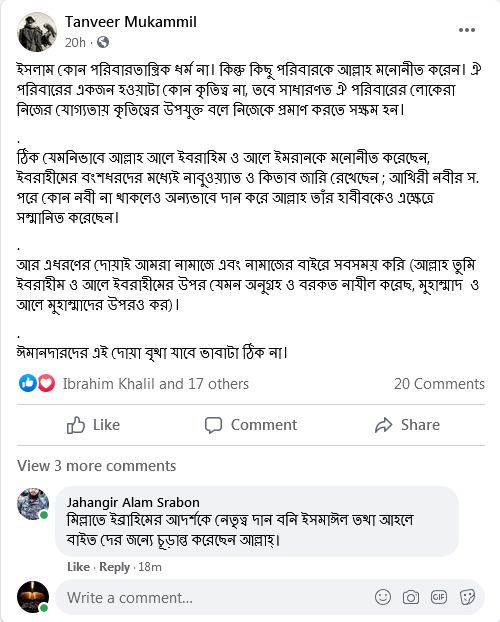 Tanveer Mukammil
20h ·
ইসলাম কোন পরিবারতান্ত্রিক ধর্ম না। কিন্তু কিছু পরিবারকে আল্লাহ মনোনীত করেন। ঐ
পরিবারের একজন হওয়াটা কোন কৃতিত্ব না, তবে সাধারণত ঐ পরিবারের লোকেরা
নিজের যোগ্যতায় কৃতিত্বের উপযুক্ত বলে নিজেকে প্রমাণ করতে সক্ষম হন।
.
ঠিক যেমনিভাবে আল্লাহ আলে ইবরাহিম ও আলে ইমরানকে মনোনীত করেছেন,
ইবরাহীমের বংশধরদের মধ্যেই নাবুওয়্যাত ও কিতাব জারি রেখেছেন ; আখিরী নবীর স.
পরে কোন নবী না থাকলেও অন্যভাবে দান করে আল্লাহ তাঁর হাবীবকেও এক্ষেত্রে
সম্মানিত করেছেন।
.
আর এধরণের দোয়াই আমরা নামাজে এবং নামাজের বাইরে সবসময় করি (আল্লাহ তুমি
ইবরাহীম ও আলে ইবরাহীমের উপর যেমন অনুগ্রহ ও বরকত নাযীল করেছ, মুহাম্মাদ ও
আলে মুহাম্মাদের উপরও কর)।
.
ঈমানদারদের এই দোয়া বৃথা যাবে ভাবাটা ঠিক না।
Ibrahim Khalil and 17 others 20 Comments
Like Comment Share
View 3 more comments
Jahangir Alam Srabon
মিল্লাতে ইব্রাহিমের আদর্শকে নেতৃত্ব দান বনি ইসমাঈল তথা আহলে
বাইত দের জন্যে চূড়ান্ত করেছেন আল্লাহ্।
Like · Reply · 18m
Write a comment... GIF